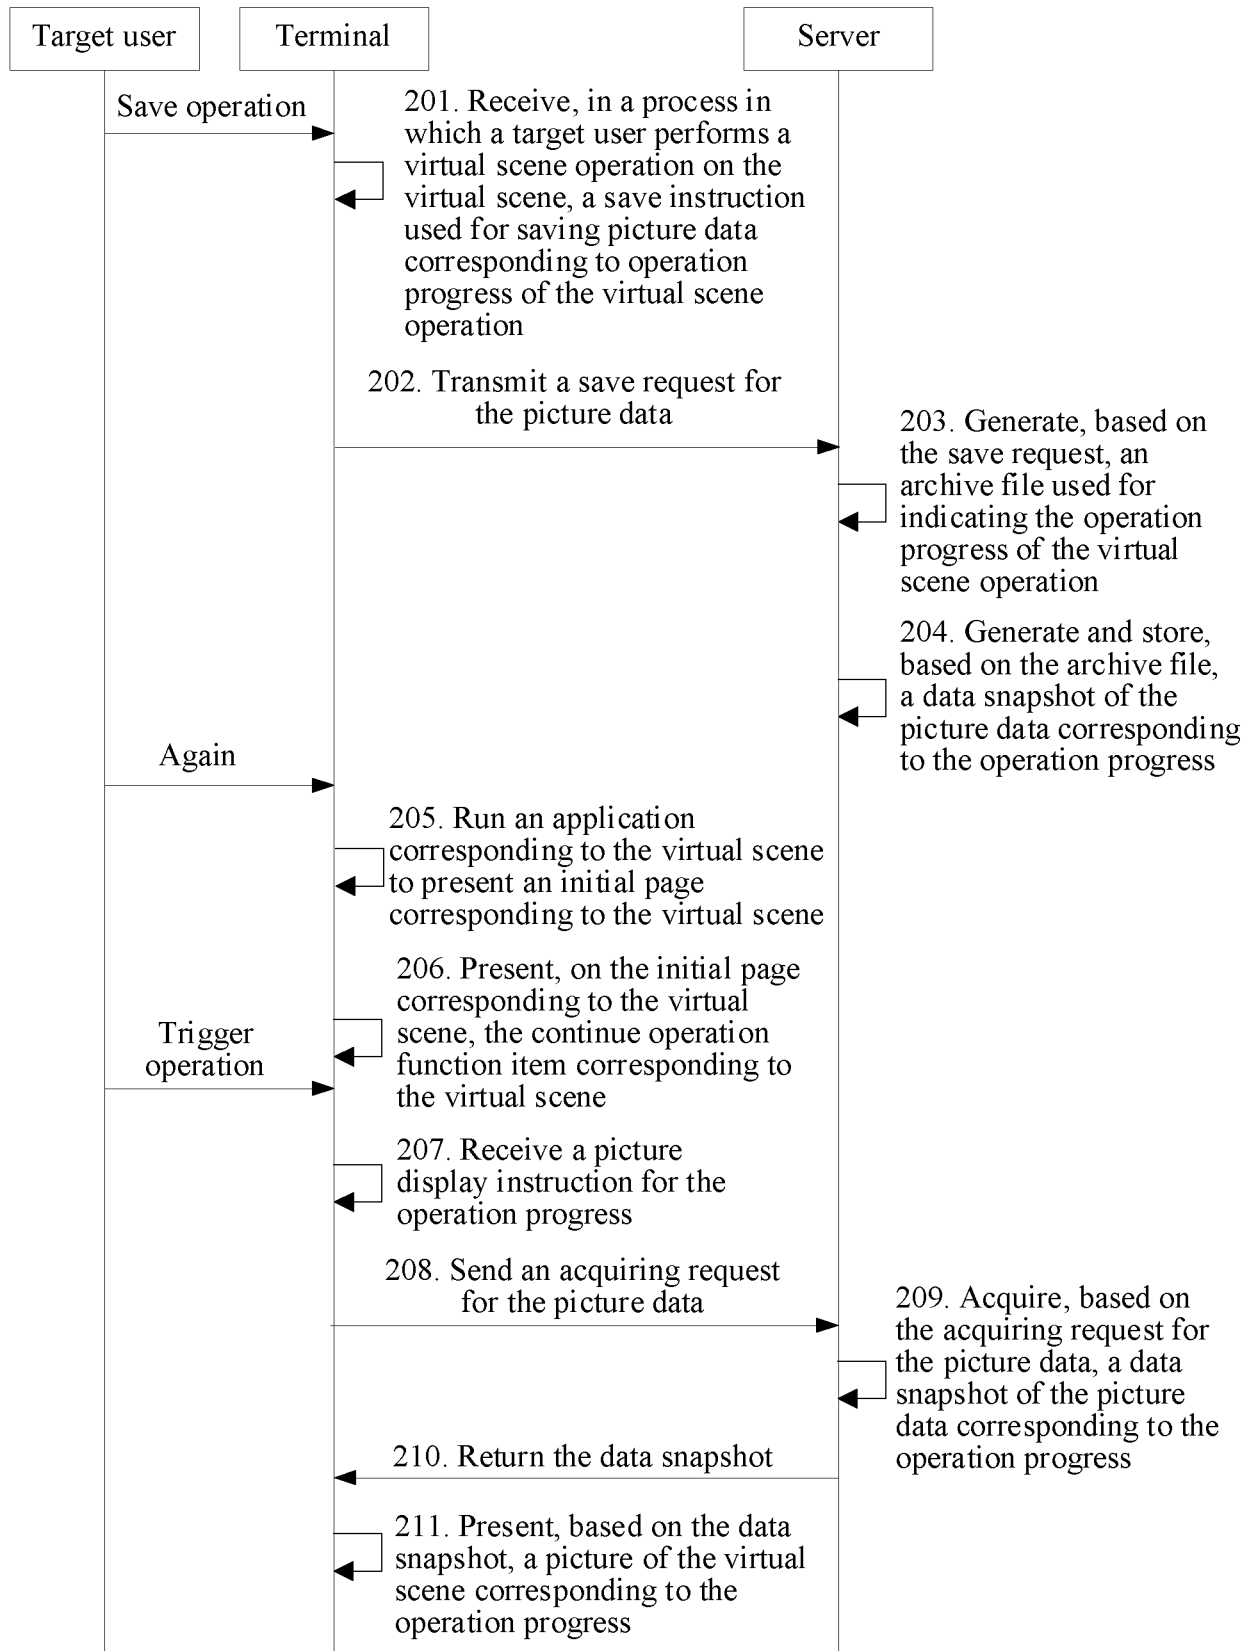 Target user
Terminal
Server
Save operation
201. Receive, in a process in
which a target user performs a
virtual scene operation on the
virtual scene, a save instruction
used for saving picture data
corresponding to operation
progress of the virtual scene
operation
202. Transmit a save request for
the picture data
203. Generate, based on
the save request, an
archive file used for
indicating the operation
progress of the virtual
scene operation
204. Generate and store,
based on the archive file,
a data snapshot of the
picture data corresponding
to the operation progress
Again
205. Run an application
corresponding to the virtual scene
to present an initial page
corresponding to the virtual scene
206. Present, on the initial page
corresponding to the virtual
scene, the continue operation
function item corresponding to
the virtual scene
Trigger
operation
207. Receive a picture
display instruction for the
operation progress
208. Send an acquiring request
for the picture data
209. Acquire, based on
the acquiring request for
the picture data, a data
snapshot of the picture
data corresponding to the
operation progress
210. Return the data snapshot
211. Present, based on the data
snapshot, a picture of the virtual
scene corresponding to the
operation progress